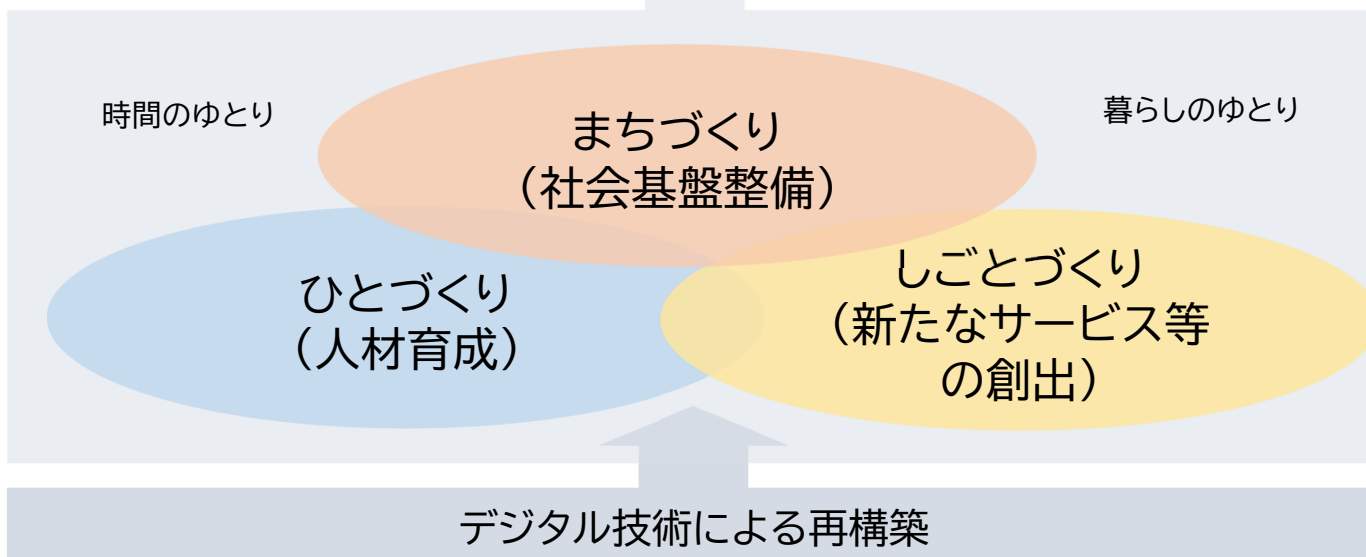 時間のゆとり
暮らしのゆとり
まちづくり
（社会基盤整備）
ひとづくり
（人材育成）
しごとづくり
（新たなサービス等
の創出）
デジタル技術による再構築